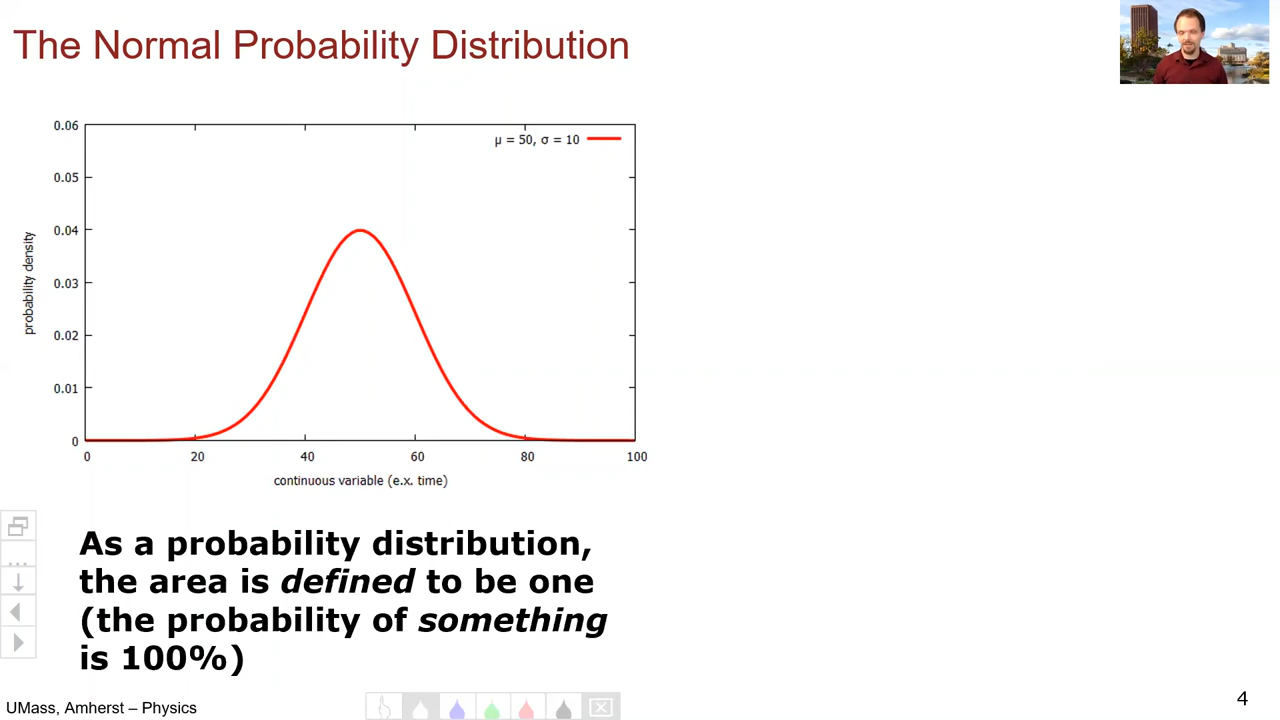 The Normal Probability Distribution
0.06
μ = 50, σ = 10
0.05
0.04
probability density
0.03
0.02
0.01
0
0 20 40 60 80 100
continuous variable (e.x. time)
As a probability distribution,
the area is defined to be one
(the probability of something
is 100%)
UMass, Amherst – Physics
4